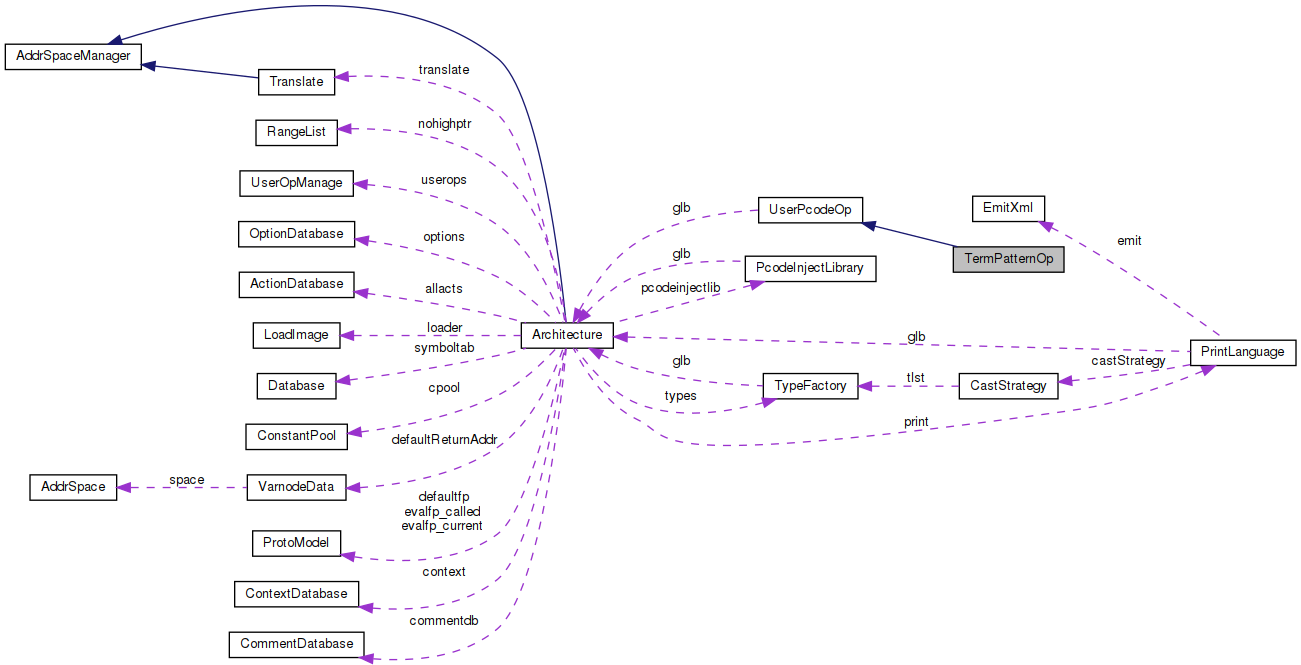 AddrSpaceManager
Translate
translate
RangeList
nohighptr
UserOpManage
userops
OptionDatabase
options
ActionDatabase
allacts
LoadImage
loader
Database
symboltab
ConstantPool
cpool
AddrSpace
space
VarnodeData
defaultReturnAddr
ProtoModel
defaultfp
evalfp_called
evalfp_current
ContextDatabase
context
CommentDatabase
commentdb
Architecture
glb
UserPcodeOp
glb
PcodeInjectLibrary
pcodeinjectlib
glb
TypeFactory
types
tlst
CastStrategy
castStrategy
glb
print
EmitXml
emit
TermPatternOp
PrintLanguage